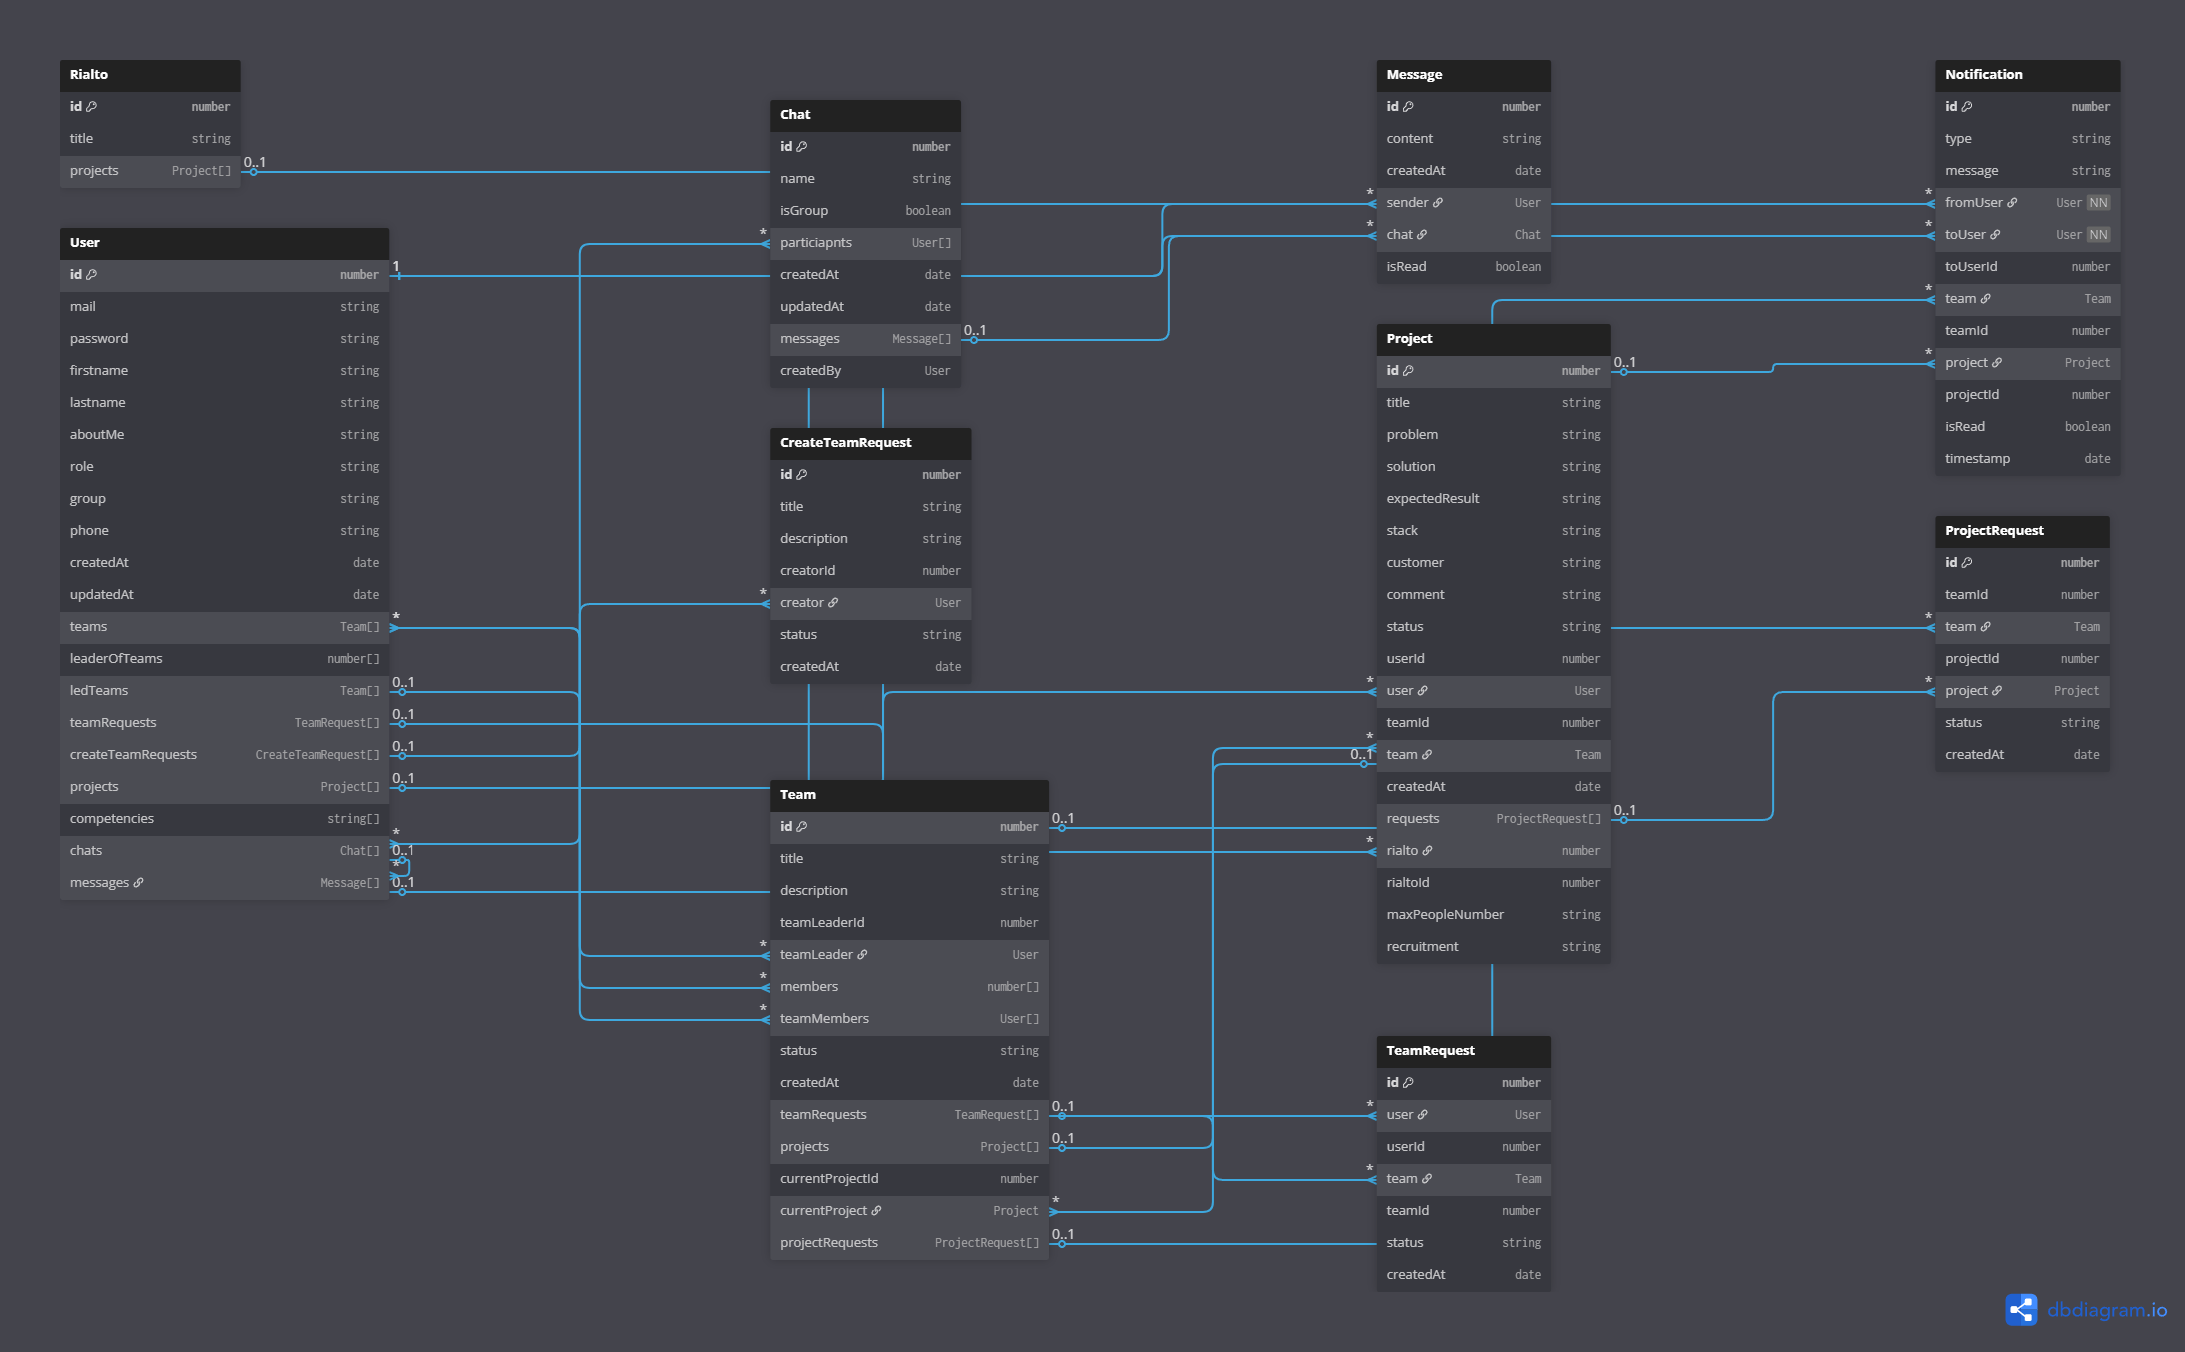 Rialto
id number
title string
projects Project[]
0..1
User
id number
1
mail string
password string
firstname string
lastname string
aboutMe string
role string
group string
phone string
createdAt date
updatedAt date
teams Team[]
*
leaderOfTeams number[]
ledTeams Team[]
0..1
teamRequests TeamRequest[]
0..1
createTeamRequests CreateTeamRequest[]
0..1
projects Project[]
0..1
competencies string[]
*
chats Chat[]
0..1
*
messages Message[]
0..1
Chat
id number
name string
isGroup boolean
*
particiapnts User[]
createdAt date
updatedAt date
messages Message[]
0..1
createdBy User
CreateTeamRequest
id number
title string
description string
creatorId number
*
creator User
status string
createdAt date
Team
id number
0..1
title string
description string
teamLeaderId number
*
teamLeader User
*
members number[]
*
teamMembers User[]
status string
createdAt date
teamRequests TeamRequest[]
0..1
projects Project[]
0..1
currentProjectId number
*
currentProject Project
projectRequests ProjectRequest[]
0..1
Message
id number
content string
createdAt date
*
sender User
*
chat Chat
isRead boolean
Project
id number
0..1
title string
problem string
solution string
expectedResult string
stack string
customer string
comment string
status string
userId number
*
user User
teamId number
*
0..1
team Team
createdAt date
requests ProjectRequest[]
0..1
*
rialto number
rialtoId number
maxPeopleNumber string
recruitment string
TeamRequest
id number
*
user User
userId number
*
team Team
teamId number
status string
createdAt date
Notification
id number
type string
message string
*
fromUser User NN
*
toUser User NN
toUserId number
*
team Team
teamId number
*
project Project
projectId number
isRead boolean
timestamp date
ProjectRequest
id number
teamId number
*
team Team
projectId number
*
project Project
status string
createdAt date
dbdiagram.io